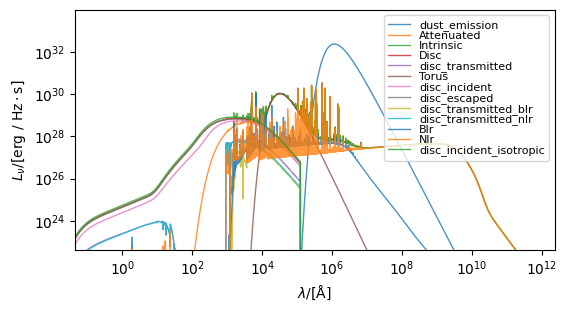 10^32
10^30
10^28
10^26
10^24
L_ν/[erg / Hz · s]
dust_emission
Attenuated
Intrinsic
Disc
disc_transmitted
Torus
disc_incident
disc_escaped
disc_transmitted_blr
disc_transmitted_nlr
Blr
Nlr
disc_incident_isotropic
10^0 10^2 10^4 10^6 10^8 10^10 10^12
λ/[Å]